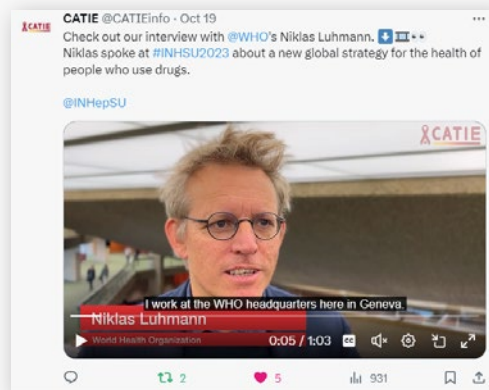 CATIE @CATIEinfo · Oct 19
CATIE
Check out our interview with @WHO's Niklas Luhmann. ⬇️🎞️👀
Niklas spoke at #INHSU2023 about a new global strategy for the health of
people who use drugs.
@INHepSU
CATIE
I work at the WHO headquarters here in Geneva.
Niklas Luhmann
World Health Organization
0:05 / 1:03
CC
2
5
931